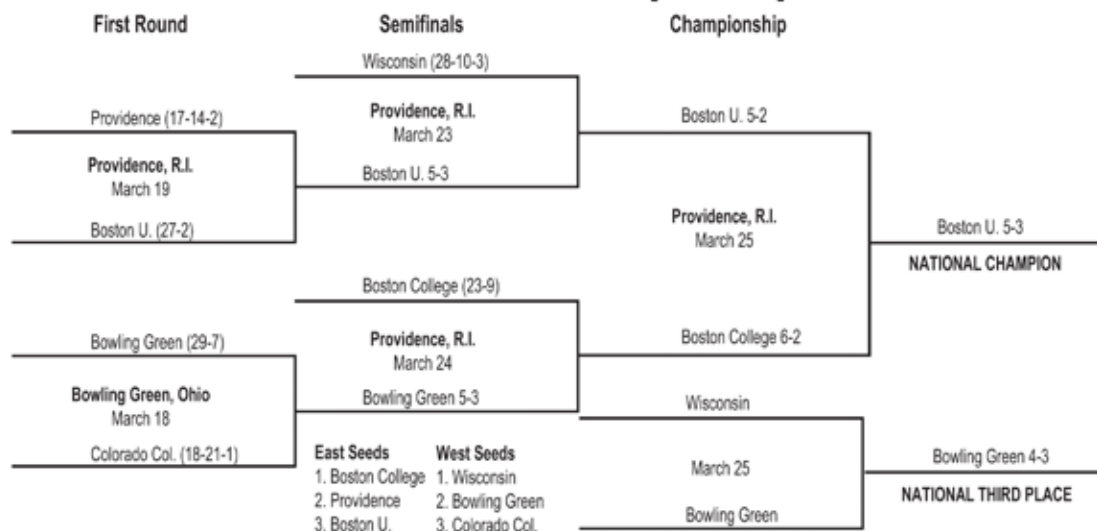 First Round
Semifinals
Championship
Wisconsin (28-10-3)
Providence (17-14-2)
Providence, R.I.
March 23
Boston U. 5-2
Providence, R.I.
March 19
Boston U. 5-3
Boston U. (27-2)
Providence, R.I.
March 25
Boston U. 5-3
NATIONAL CHAMPION
Boston College (23-9)
Bowling Green (29-7)
Providence, R.I.
March 24
Boston College 6-2
Bowling Green, Ohio
March 18
Bowling Green 5-3
Wisconsin
Colorado Col. (18-21-1)
East Seeds
1. Boston College
2. Providence
3. Boston U.
West Seeds
1. Wisconsin
2. Bowling Green
3. Colorado Col.
March 25
Bowling Green 4-3
NATIONAL THIRD PLACE
Bowling Green